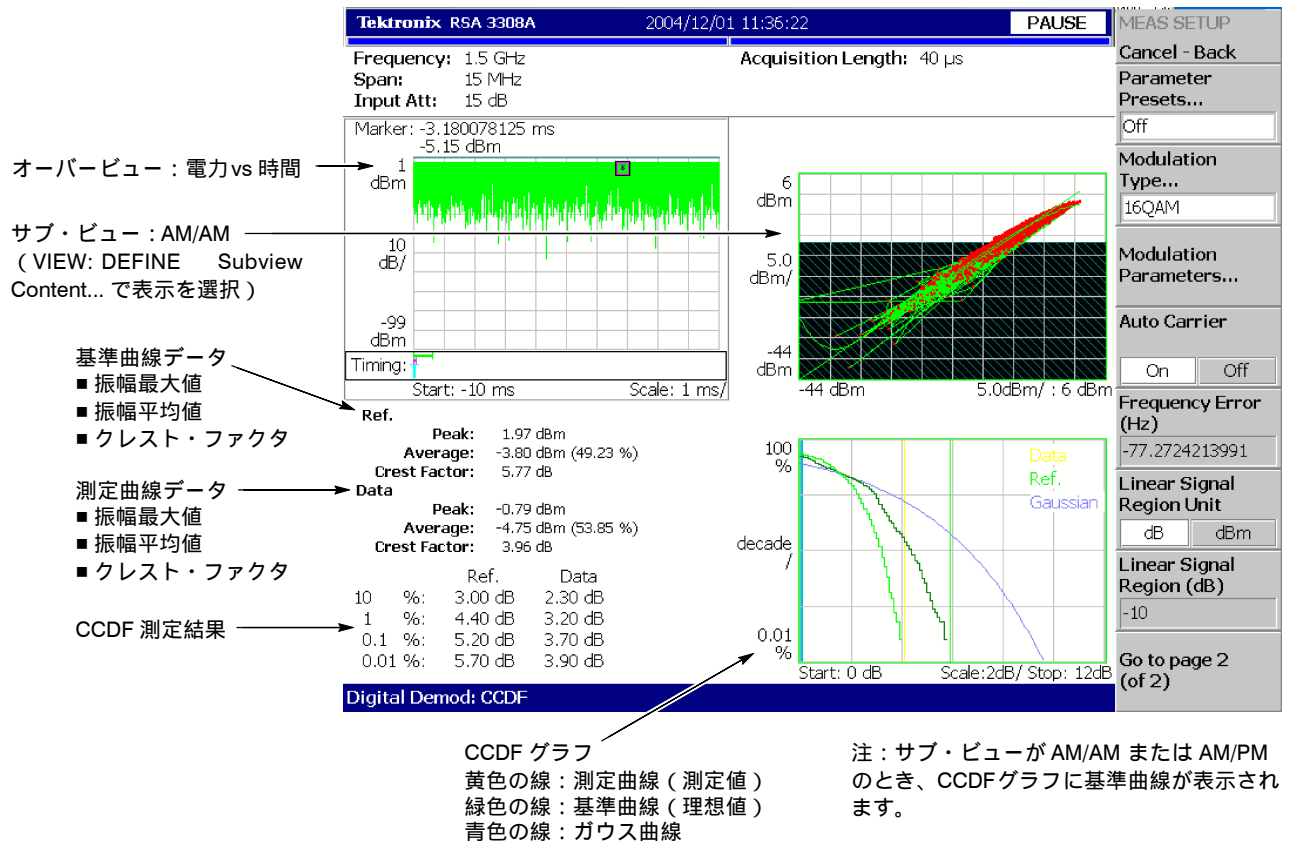 Tektronix RSA 3308A 2004/12/01 11:36:22 PAUSE
Frequency: 1.5 GHz
Span: 15 MHz
Input Att: 15 dB
Acquisition Length: 40 µs
Marker: -3.180078125 ms
-5.15 dBm
1
dBm
10
dB/
-99
dBm
Timing:
Start: -10 ms Scale: 1 ms/
6
dBm
5.0
dBm/
-44
dBm
-44 dBm 5.0dBm/ : 6 dBm
Ref.
Peak: 1.97 dBm
Average: -3.80 dBm (49.23 %)
Crest Factor: 5.77 dB
Data
Peak: -0.79 dBm
Average: -4.75 dBm (53.85 %)
Crest Factor: 3.96 dB
Ref. Data
10 %: 3.00 dB 2.30 dB
1 %: 4.40 dB 3.20 dB
0.1 %: 5.20 dB 3.70 dB
0.01 %: 5.70 dB 3.90 dB
100
%
decade
/
0.01
%
Data
Ref.
Gaussian
Start: 0 dB Scale:2dB/ Stop: 12dB
Digital Demod: CCDF
MEAS SETUP
Cancel - Back
Parameter
Presets...
Off
Modulation
Type...
16QAM
Modulation
Parameters...
Auto Carrier
On Off
Frequency Error
(Hz)
-77.2724213991
Linear Signal
Region Unit
dB dBm
Linear Signal
Region (dB)
-10
Go to page 2
(of 2)
オーバービュー：電力vs 時間
サブ・ビュー：AM/AM
（VIEW: DEFINE Subview
Content... で表示を選択）
基準曲線データ
■ 振幅最大値
■ 振幅平均値
■ クレスト・ファクタ
測定曲線データ
■ 振幅最大値
■ 振幅平均値
■ クレスト・ファクタ
CCDF 測定結果
CCDF グラフ
黄色の線：測定曲線（測定値）
緑色の線：基準曲線（理想値）
青色の線：ガウス曲線
注：サブ・ビューが AM/AM または AM/PM
のとき、CCDFグラフに基準曲線が表示され
ます。